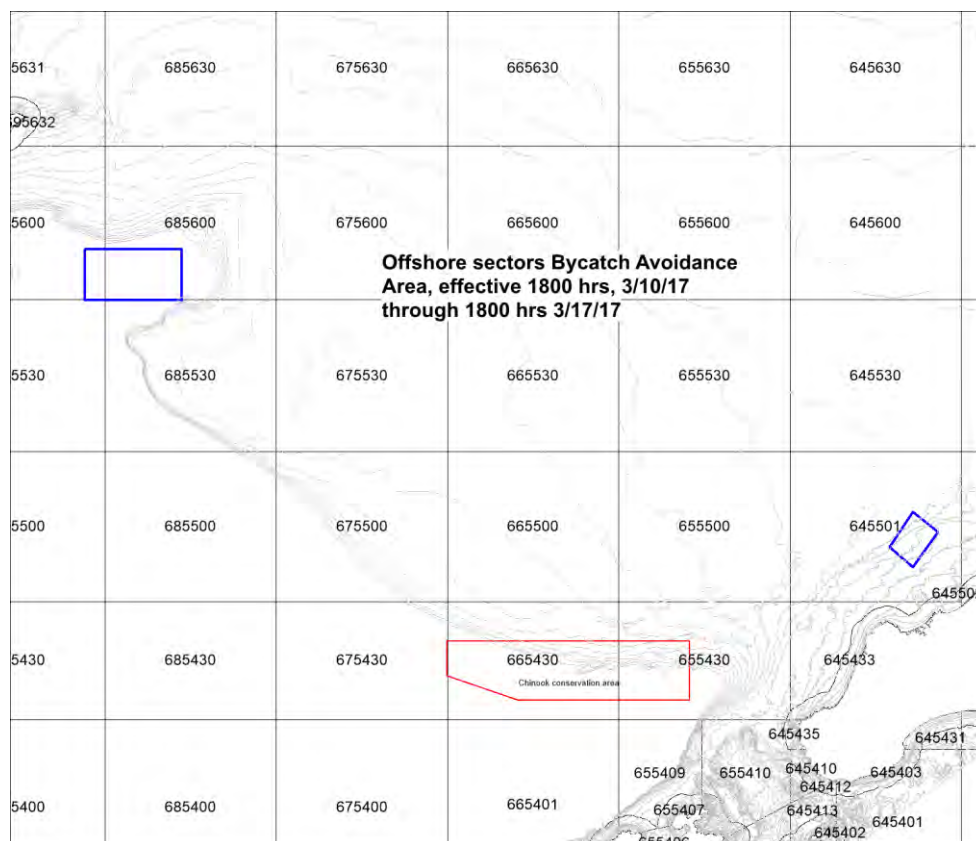 5631 685630 675630 665630 655630 645630
595632
5600 685600 675600 665600 655600 645600
Offshore sectors Bycatch Avoidance
Area, effective 1800 hrs, 3/10/17
through 1800 hrs 3/17/17
5530 685530 675530 665530 655530 645530
5500 685500 675500 665500 655500 645501
64550
5430 685430 675430 665430 655430 645433
Chinook conservation area
645435 645431
655409 655410 645410 645403
645412
5400 685400 675400 665401 655407 645413 645401
645402
655406